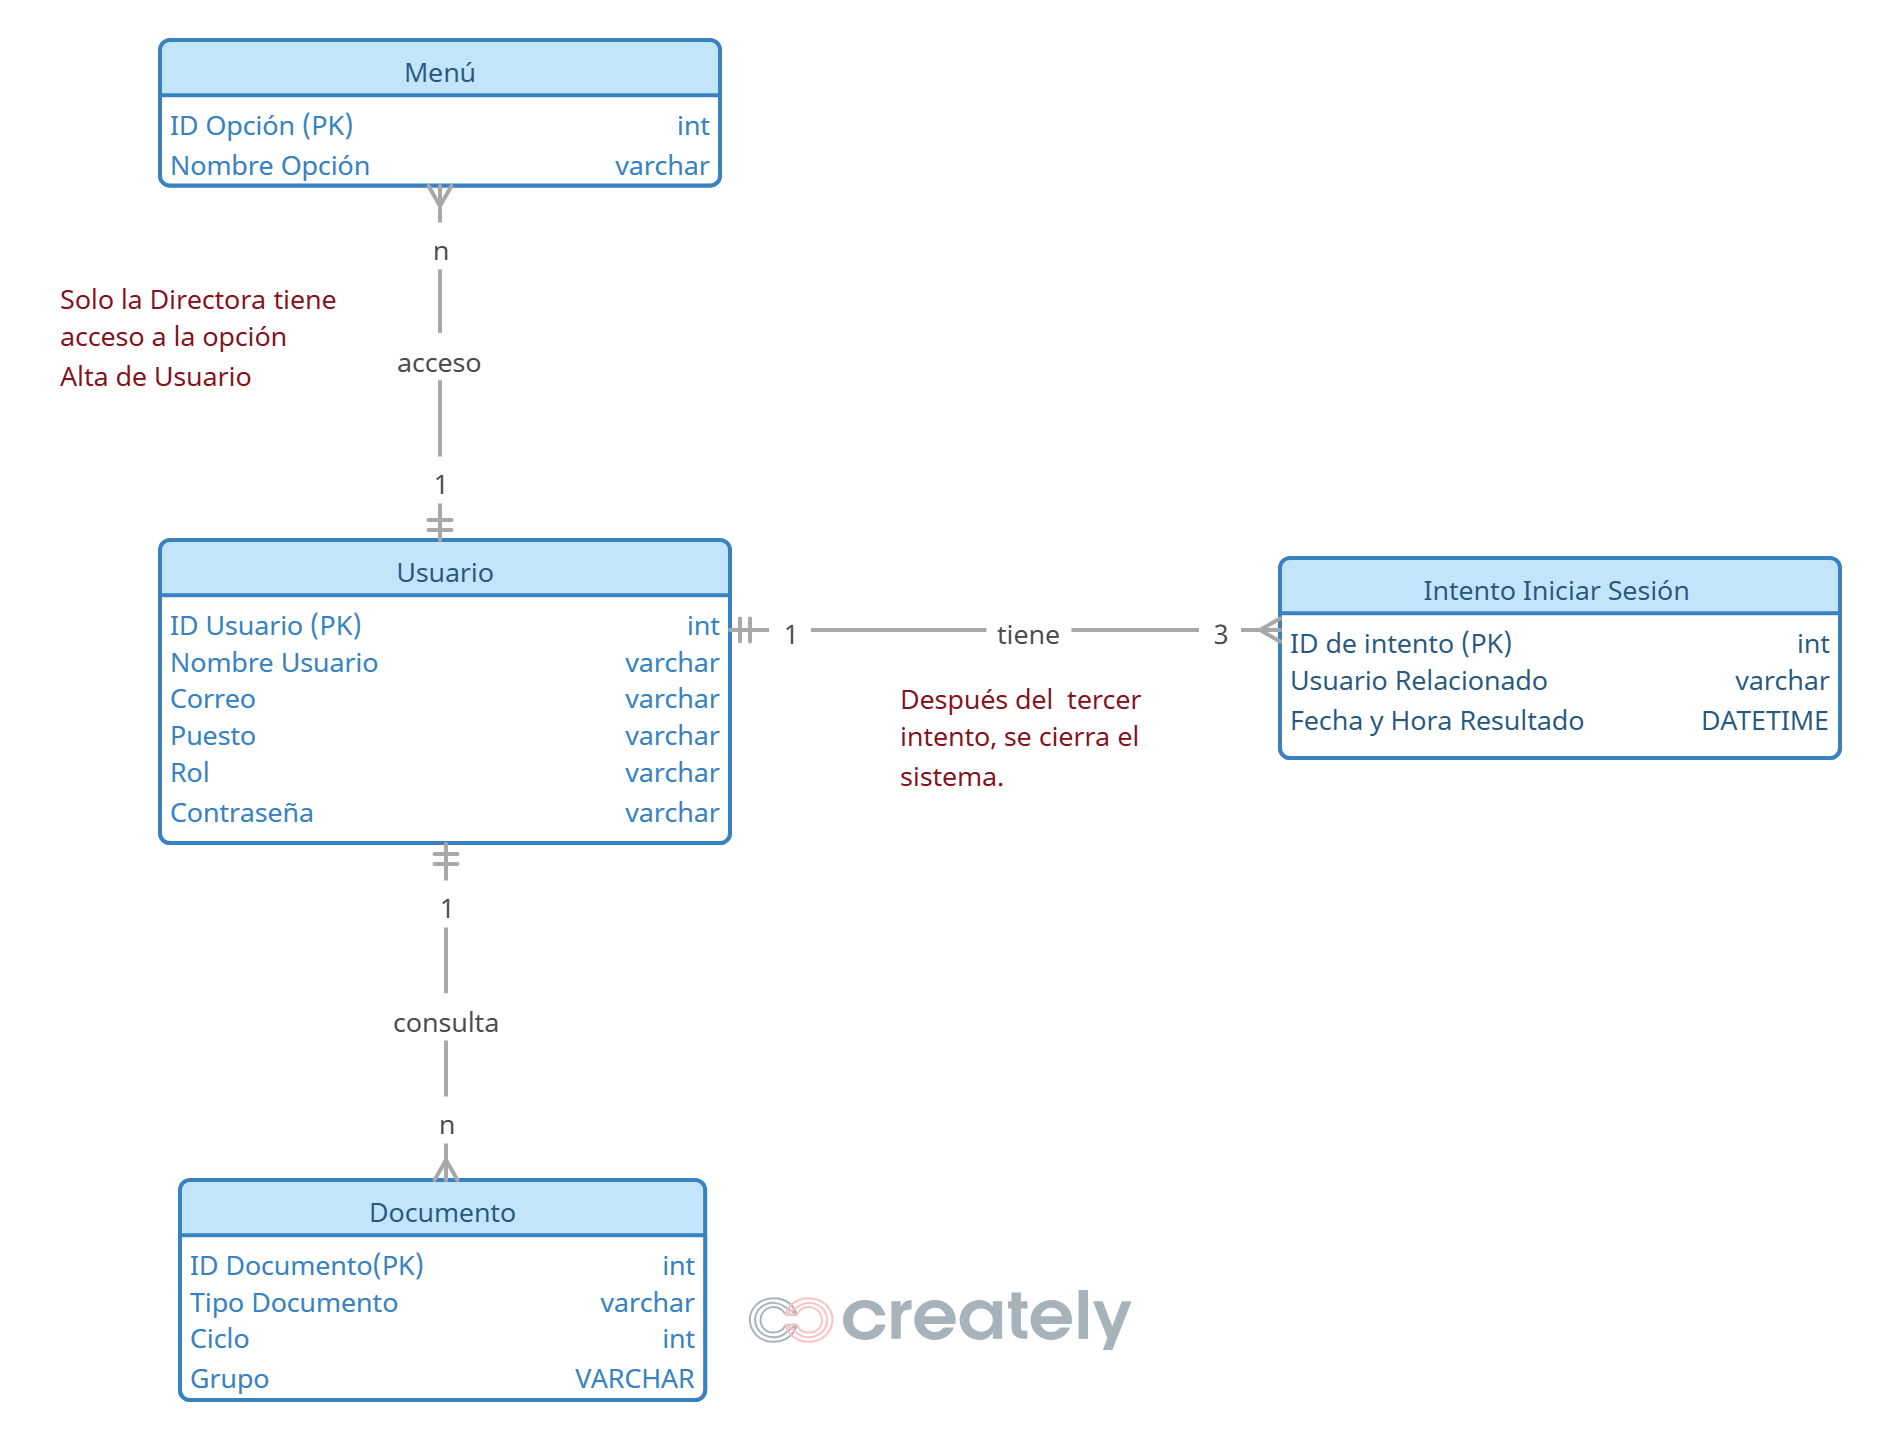 Menú
ID Opción (PK) int
Nombre Opción varchar
n
Solo la Directora tiene
acceso a la opción
Alta de Usuario
acceso
1
Usuario
ID Usuario (PK) int
Nombre Usuario varchar
Correo varchar
Puesto varchar
Rol varchar
Contraseña varchar
1 tiene 3
Después del  tercer
intento, se cierra el
sistema.
Intento Iniciar Sesión
ID de intento (PK) int
Usuario Relacionado varchar
Fecha y Hora Resultado DATETIME
1
consulta
n
Documento
ID Documento(PK) int
Tipo Documento varchar
Ciclo int
Grupo VARCHAR
creately